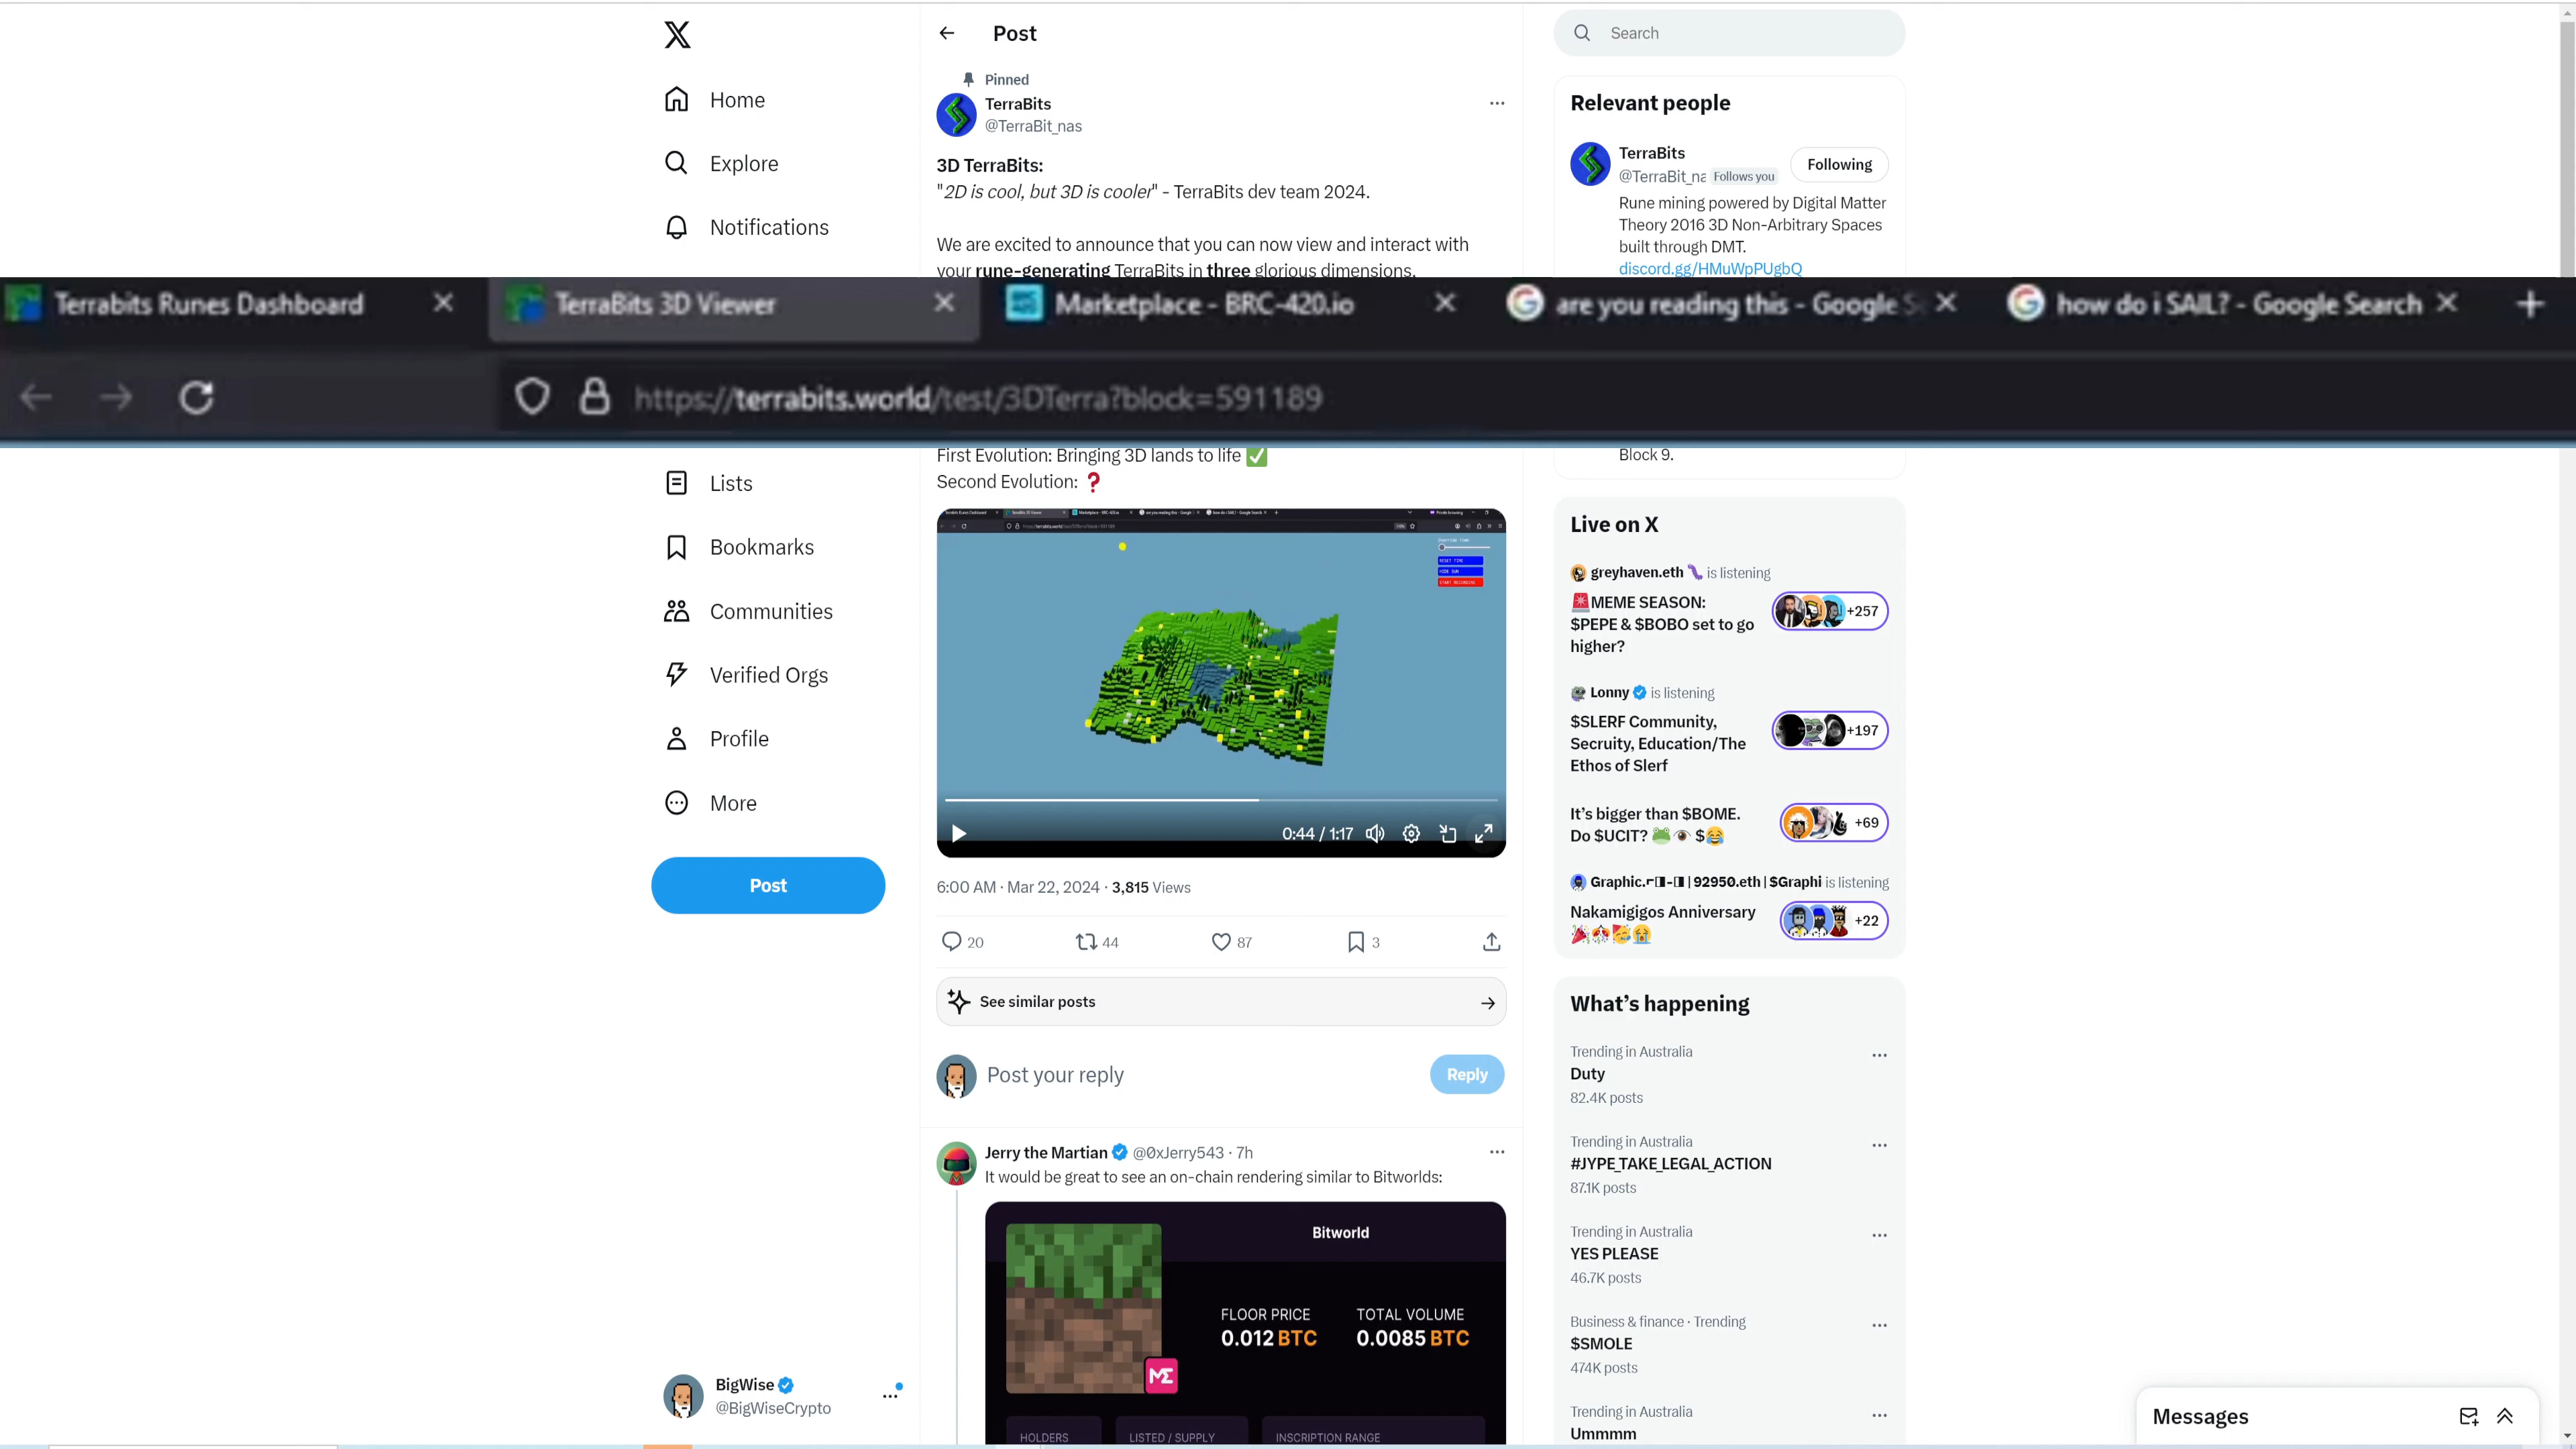 Home
Explore
Notifications
Lists
Bookmarks
Communities
Verified Orgs
Profile
More
Post
BigWise
@BigWiseCrypto
Post
Pinned
TerraBits
@TerraBit_nas
3D TerraBits:
"2D is cool, but 3D is cooler" - TerraBits dev team 2024.
We are excited to announce that you can now view and interact with
your rune-generating TerraBits in three glorious dimensions.
Terrabits Runes Dashboard
TerraBits 3D Viewer
Marketplace - BRC-420.io
are you reading this - Google
how do i SAIL? - Google Search
https://terrabits.world/test/3DTerra?block=591189
First Evolution: Bringing 3D lands to life ✅
Second Evolution: ❓
RESET TIME
HIDE SUN
START RECORDING
0:44 / 1:17
6:00 AM · Mar 22, 2024 · 3,815 Views
20
44
87
3
See similar posts
Post your reply
Reply
Jerry the Martian @0xJerry543 · 7h
It would be great to see an on-chain rendering similar to Bitworlds:
Bitworld
FLOOR PRICE
TOTAL VOLUME
0.012 BTC
0.0085 BTC
ME
HOLDERS
LISTED / SUPPLY
INSCRIPTION RANGE
Search
Relevant people
TerraBits
@TerraBit_na Follows you
Following
Rune mining powered by Digital Matter
Theory 2016 3D Non-Arbitrary Spaces
built through DMT.
discord.gg/HMuWpPUgbQ
Block 9.
Live on X
greyhaven.eth is listening
🚨MEME SEASON:
$PEPE & $BOBO set to go
higher?
+257
Lonny is listening
$SLERF Community,
Secruity, Education/The
Ethos of Slerf
+197
It's bigger than $BOME.
Do $UCIT? 🐸👁️$😂
+69
Graphic.⌐◨-◨ | 92950.eth | $Graphi is listening
Nakamigigos Anniversary
+22
What's happening
Trending in Australia
Duty
82.4K posts
Trending in Australia
#JYPE_TAKE_LEGAL_ACTION
87.1K posts
Trending in Australia
YES PLEASE
46.7K posts
Business & finance · Trending
$SMOLE
474K posts
Trending in Australia
Ummmm
Messages